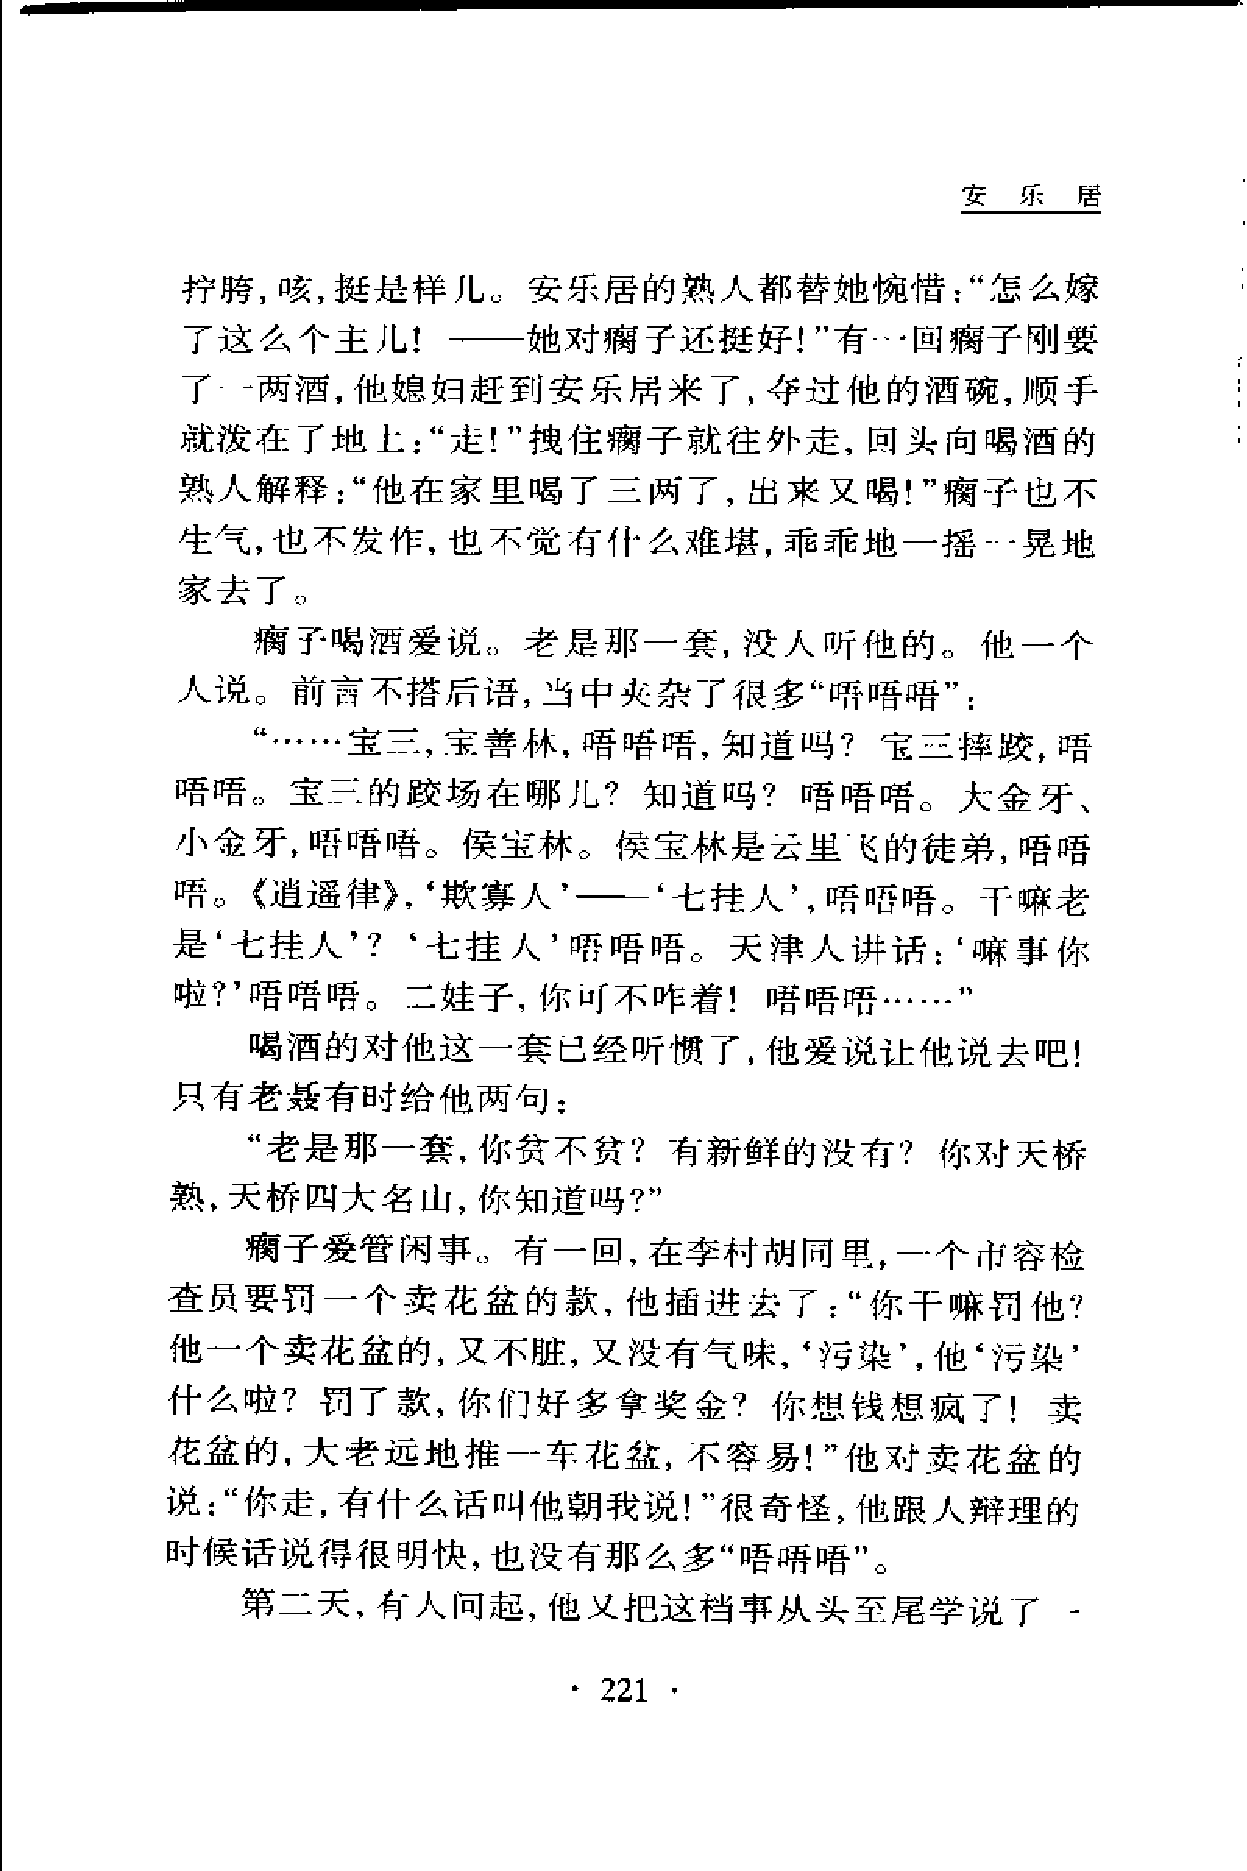 安 乐 居
拧胯,咳,挺是样儿。安乐居的熟人都替她惋惜:“怎么嫁
了这么个主儿! ——她对瘸子还挺好!”有一回瘸子刚要
了一两酒,他媳妇赶到安乐居来了,夺过他的酒碗,顺手
就泼在了地上:“走!”拽住瘸子就往外走,回头向喝酒的
熟人解释:“他在家里喝了三两了,出来又喝!”瘸子也不
生气,也不发作,也不觉有什么难堪,乖乖地一摇一晃地
家去了。
瘸子喝酒爱说。老是那一套,没人听他的。他一个
人说。前言不搭后语,当中夹杂了很多“唔唔唔”:
“……宝三,宝善林,唔唔唔,知道吗? 宝三摔跤,唔
唔唔。宝三的跤场在哪儿? 知道吗? 唔唔唔。大金牙、
小金牙,唔唔唔。侯宝林。侯宝林是云里飞的徒弟,唔唔
唔。《逍遥律》,‘欺寡人’——‘七挂人’,唔唔唔。干嘛老
是‘七挂人’? ‘七挂人’唔唔唔。天津人讲话:‘嘛事你
啦?’唔唔唔。二娃子,你可不咋着! 唔唔唔……”
喝酒的对他这一套已经听惯了,他爱说让他说去吧!
只有老聂有时给他两句:
“老是那一套,你贫不贫? 有新鲜的没有? 你对天桥
熟,天桥四大名山,你知道吗?”
瘸子爱管闲事。有一回,在李村胡同里,一个市容检
查员要罚一个卖花盆的款,他插进去了:“你干嘛罚他?
他一个卖花盆的,又不脏,又没有气味,‘污染’,他‘污染’
什么啦? 罚了款,你们好多拿奖金? 你想钱想疯了! 卖
花盆的,大老远地推一车花盆,不容易!”他对卖花盆的
说:“你走,有什么话叫他朝我说!”很奇怪,他跟人辩理的
时候话说得很明快,也没有那么多“唔唔唔”。
第二天,有人问起,他又把这档事从头至尾学说了一
· 221 ·